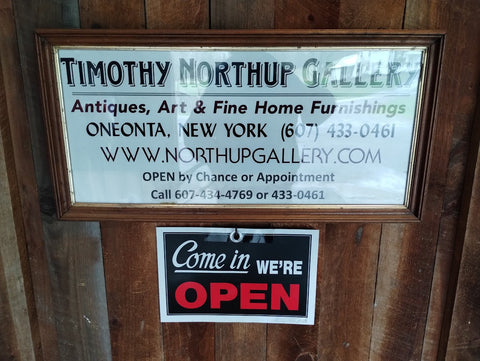 TIMOTHY NORTHUP GALLERY
Antiques, Art & Fine Home Furnishings
ONEONTA, NEW YORK (607) 433-0461
WWW.NORTHUPGALLERY.COM
OPEN by Chance or Appointment
Call 607-434-4769 or 433-0461
Come in WE'RE
OPEN